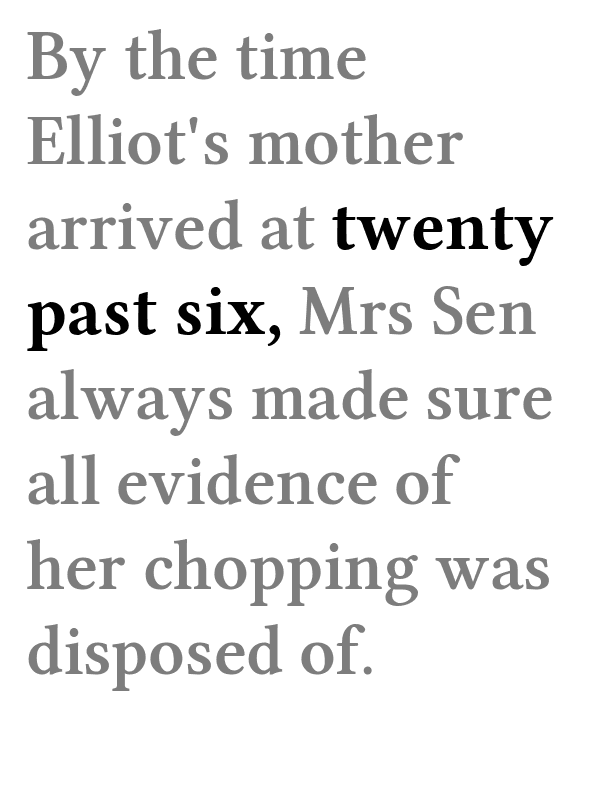 By the time
Elliot's mother
arrived at twenty
past six, Mrs Sen
always made sure
all evidence of
her chopping was
disposed of.